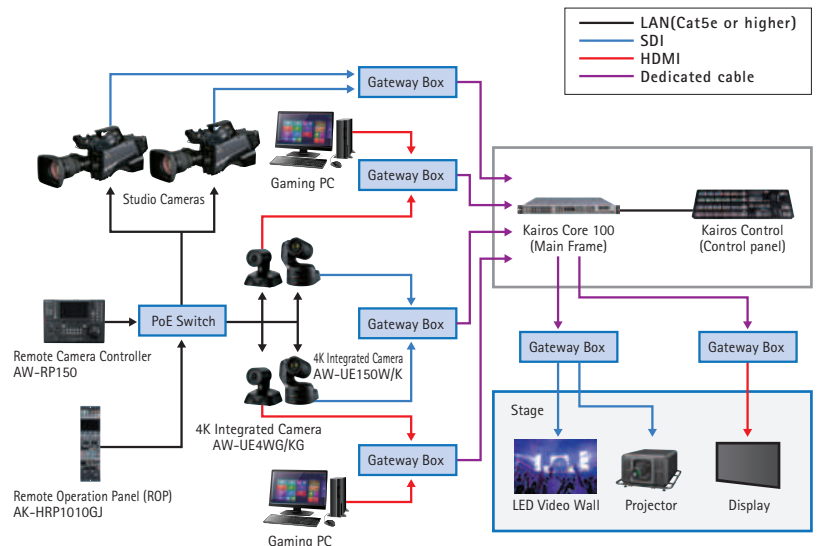 LAN(Cat5e or higher)
SDI
HDMI
Dedicated cable
Gateway Box
Gaming PC
Gateway Box
Studio Cameras
Kairos Core 100
(Main Frame)
Kairos Control
(Control panel)
PoE Switch
Gateway Box
Remote Camera Controller
AW-RP150
4K Integrated Camera
AW-UE150W/K
Gateway Box
Gateway Box
4K Integrated Camera
AW-UE4WG/KG
Gateway Box
Stage
Remote Operation Panel (ROP)
AK-HRP1010GJ
LED Video Wall
Projector
Display
Gaming PC